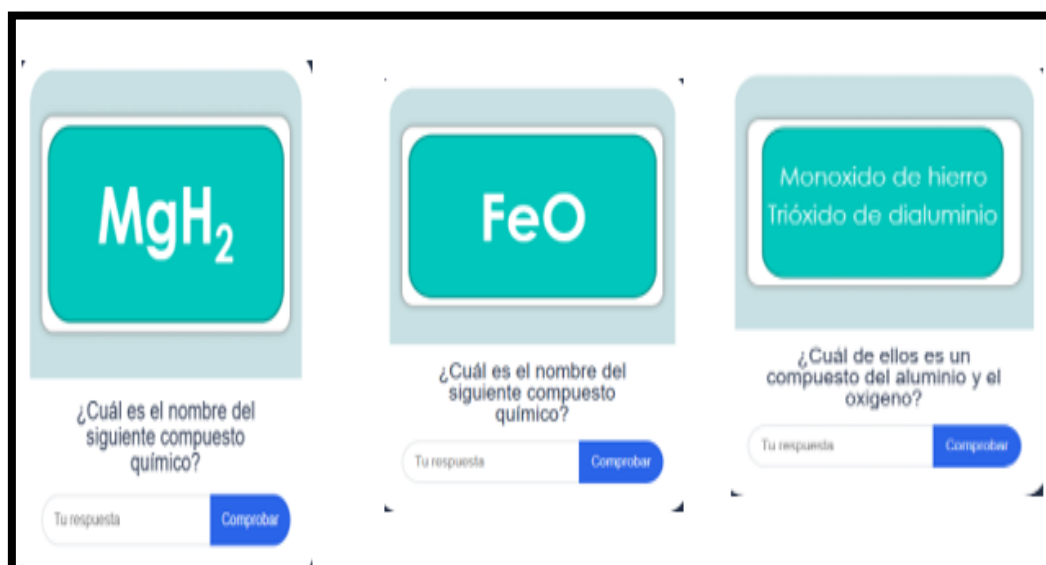 MgH₂
¿Cuál es el nombre del
siguiente compuesto
químico?
Tu respuesta
Comprobar
FeO
¿Cuál es el nombre del
siguiente compuesto
químico?
Tu respuesta
Comprobar
Monoxido de hierro
Trióxido de dialuminio
¿Cuál de ellos es un
compuesto del aluminio y el
oxigeno?
Tu respuesta
Comprobar